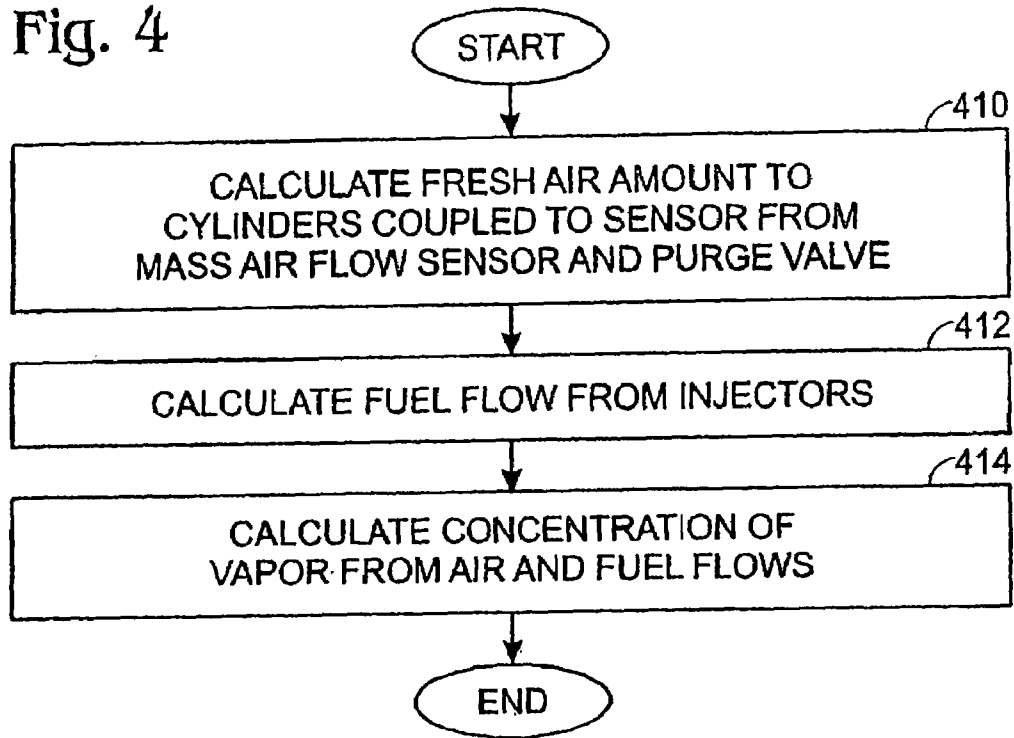 Fig. 4
START
410
CALCULATE FRESH AIR AMOUNT TO
CYLINDERS COUPLED TO SENSOR FROM
MASS AIR FLOW SENSOR AND PURGE VALVE
412
CALCULATE FUEL FLOW FROM INJECTORS
414
CALCULATE CONCENTRATION OF
VAPOR FROM AIR AND FUEL FLOWS
END